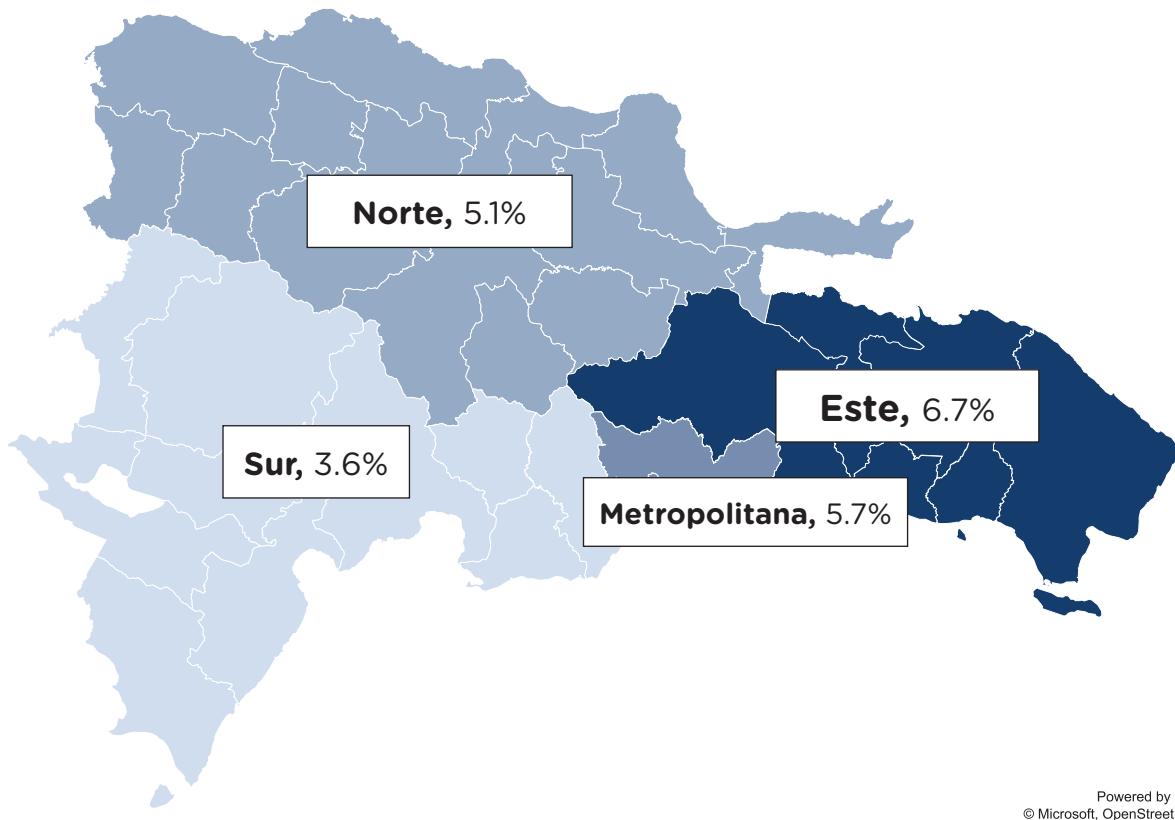 Norte, 5.1%
Este, 6.7%
Sur, 3.6%
Metropolitana, 5.7%
Powered by
© Microsoft, OpenStreet